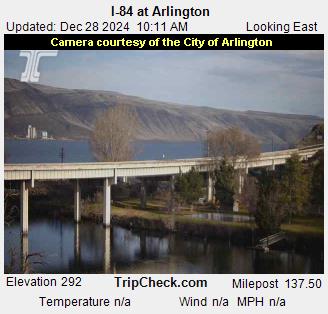 I-84 at Arlington
Updated: Dec 28 2024 10:11 AM Looking East
Camera courtesy of the City of Arlington
Elevation 292 TripCheck.com Milepost 137.50
Temperature n/a Wind n/a MPH n/a